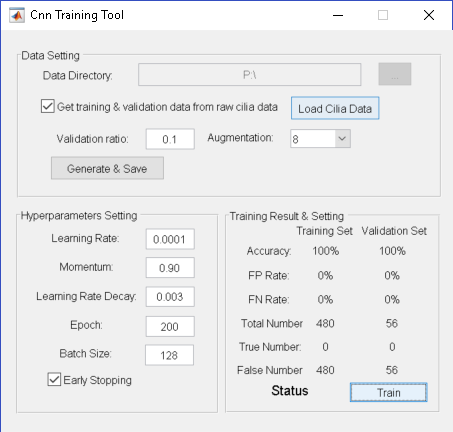 Cnn Training Tool
Data Setting
Data Directory: P:\ ...
Get training & validation data from raw cilia data Load Cilia Data
Validation ratio: 0.1 Augmentation: 8
Generate & Save
Hyperparameters Setting
Learning Rate: 0.0001
Momentum: 0.90
Learning Rate Decay: 0.003
Epoch: 200
Batch Size: 128
Early Stopping
Training Result & Setting
Training Set Validation Set
Accuracy: 100% 100%
FP Rate: 0% 0%
FN Rate: 0% 0%
Total Number 480 56
True Number: 0 0
False Number 480 56
Status Train